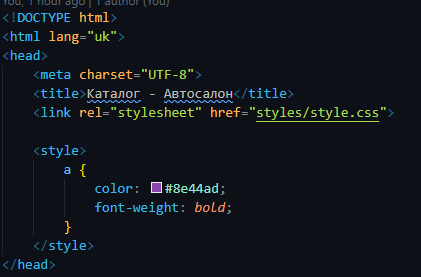 You, 1 hour ago | 1 author (You)
<!DOCTYPE html>
<html lang="uk">
<head>
    <meta charset="UTF-8">
    <title>Каталог - Автосалон</title>
    <link rel="stylesheet" href="styles/style.css">

    <style>
        a {
            color: #8e44ad;
            font-weight: bold;
        }
    </style>
</head>